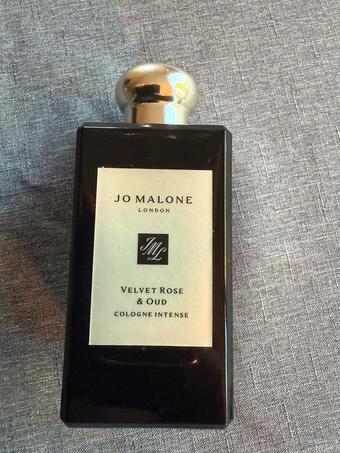 JO MALONE
LONDON
JML
VELVET ROSE
& OUD
COLOGNE INTENSE